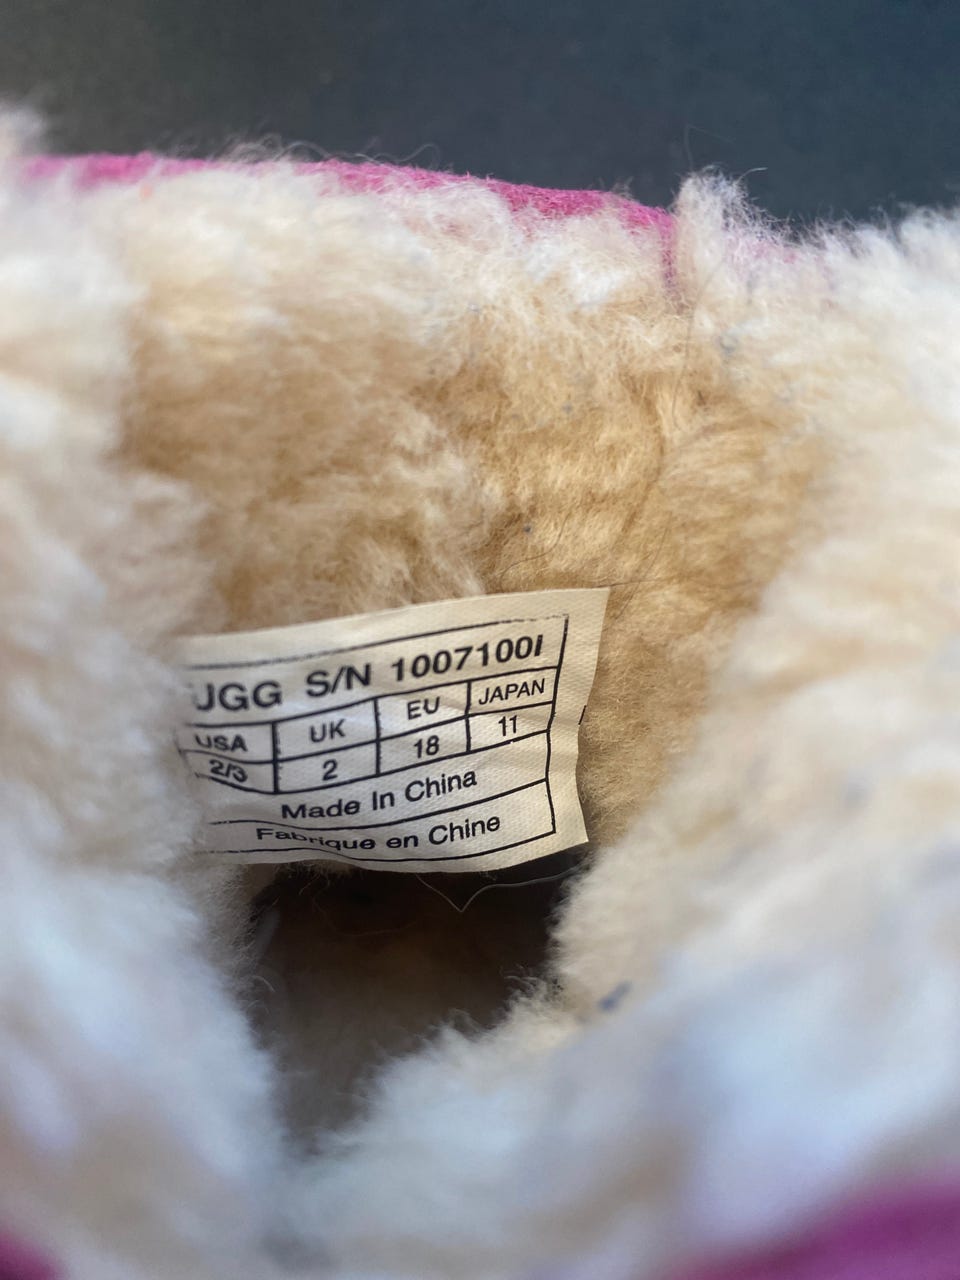 UGG S/N 1007100I
USA UK EU JAPAN
2/3 2 18 11
Made In China
Fabrique en Chine